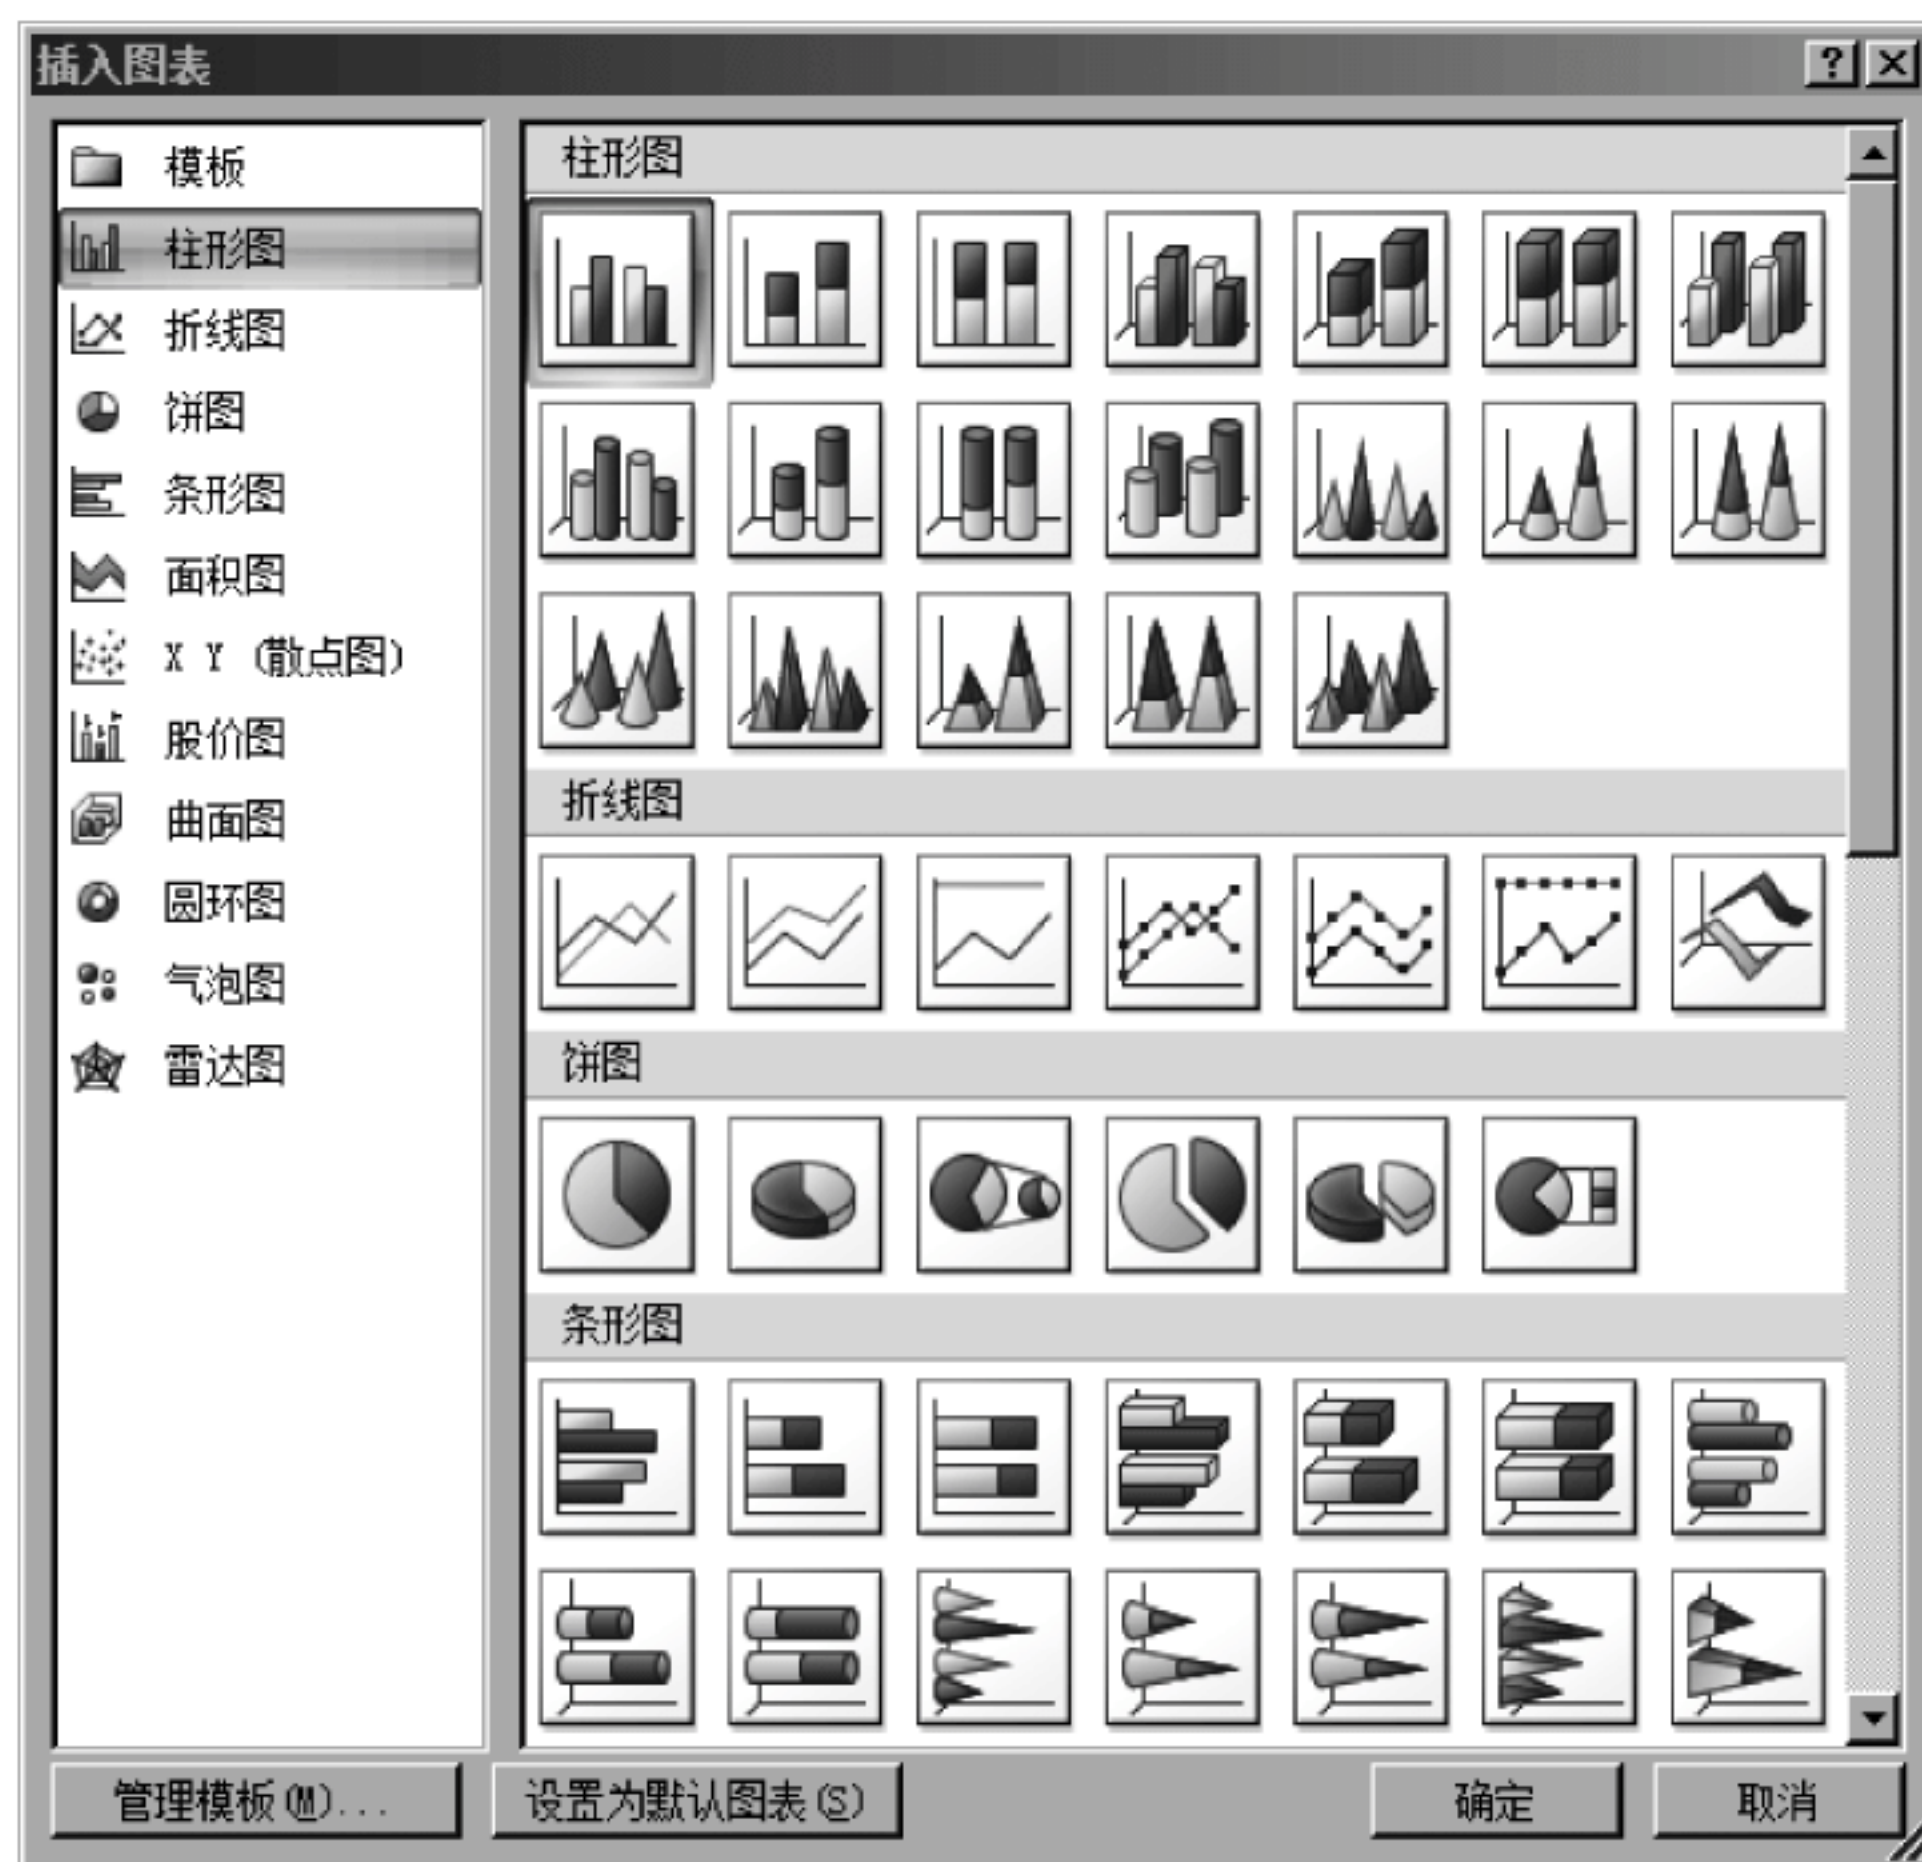 插入图表
模板
柱形图
折线图
饼图
条形图
面积图
X Y (散点图)
股价图
曲面图
圆环图
气泡图
雷达图
柱形图
折线图
饼图
条形图
管理模板(M)...
设置为默认图表(S)
确定
取消